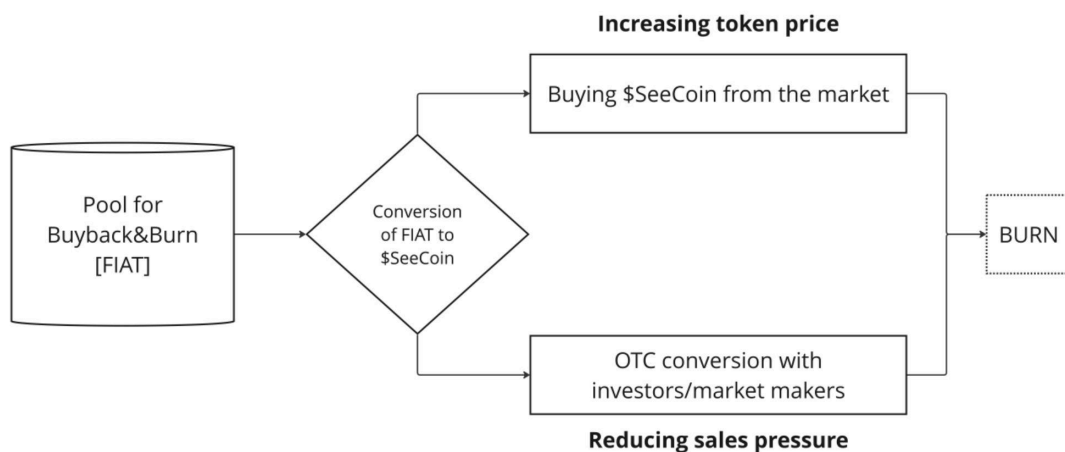 Increasing token price
Buying $SeeCoin from the market
Pool for
Buyback&Burn
[FIAT]
Conversion
of FIAT to
$SeeCoin
BURN
OTC conversion with
investors/market makers
Reducing sales pressure